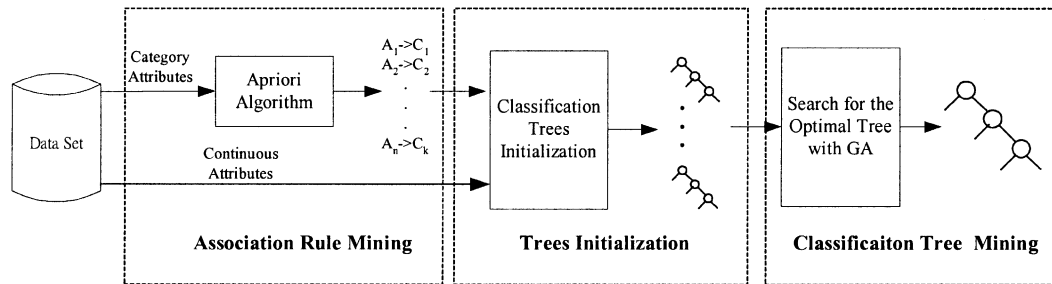 Data Set
Category
Attributes
Apriori
Algorithm
A1->C1
A2->C2
.
.
.
An->Ck
Continuous
Attributes
Association Rule Mining
Classification
Trees
Initialization
Trees Initialization
Search for the
Optimal Tree
with GA
Classificaiton Tree Mining